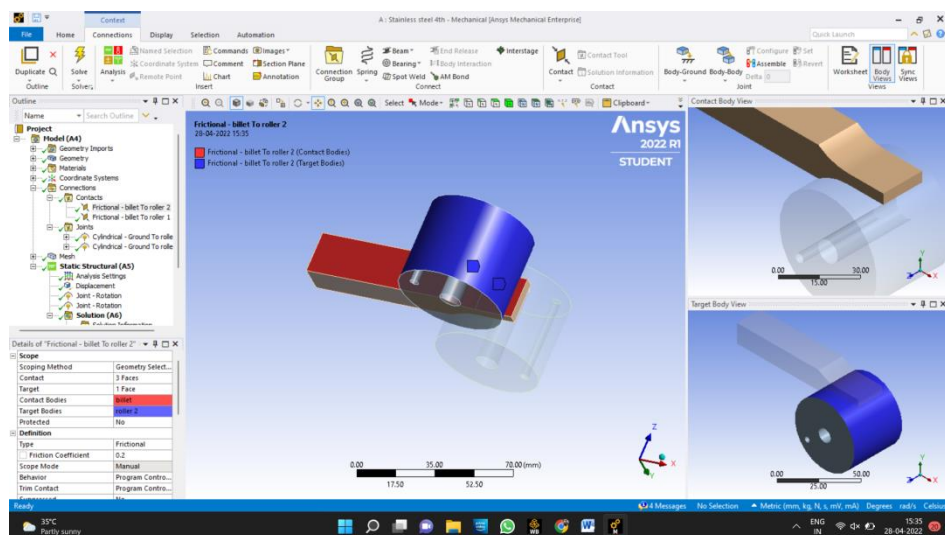 Context
A : Stainless steel 4th - Mechanical [Ansys Mechanical Enterprise]
File Home Connections Display Selection Automation
Quick Launch
Duplicate Q Solve Analysis
Named Selection Commands Images
Coordinate System Comment Section Plane
Remote Point Chart Annotation
Connection Group Spring
Beam End Release Interstage
Bearing Body Interaction
Spot Weld AM Bond
Contact
Contact Tool
Solution Information
Body-Ground Body-Body
Configure Set
Assemble Revert
Delta 0
Worksheet Body Views Sync Views
Outline Solver Insert Connect Contact Joint Views
Outline
Name Search Outline
Project
Model (A4)
Geometry Imports
Geometry
Materials
Coordinate Systems
Connections
Contacts
Frictional - billet To roller 2
Frictional - billet To roller 1
Joints
Cylindrical - Ground To rolle
Cylindrical - Ground To rolle
Mesh
Static Structural (A5)
Analysis Settings
Displacement
Joint - Rotation
Joint - Rotation
Solution (A6)
Solution Information
Details of "Frictional - billet To roller 2"
Scope
Scoping Method Geometry Select...
Contact 3 Faces
Target 1 Face
Contact Bodies billet
Target Bodies roller 2
Protected No
Definition
Type Frictional
Friction Coefficient 0.2
Scope Mode Manual
Behavior Program Contro...
Trim Contact Program Contro...
Suppressed No
Select Mode Clipboard
Frictional - billet To roller 2
28-04-2022 15:35
Frictional - billet To roller 2 (Contact Bodies)
Frictional - billet To roller 2 (Target Bodies)
Ansys
2022 R1
STUDENT
0.00 35.00 70.00 (mm)
17.50 52.50
Z
X
Y
Contact Body View
0.00 30.00
15.00
Y
X
Target Body View
0.00 50.00
25.00
Y
X
Ready
4 Messages No Selection Metric (mm, kg, N, s, mV, mA) Degrees rad/s Celsius
35°C
Partly sunny
ENG
IN
15:35
28-04-2022
20